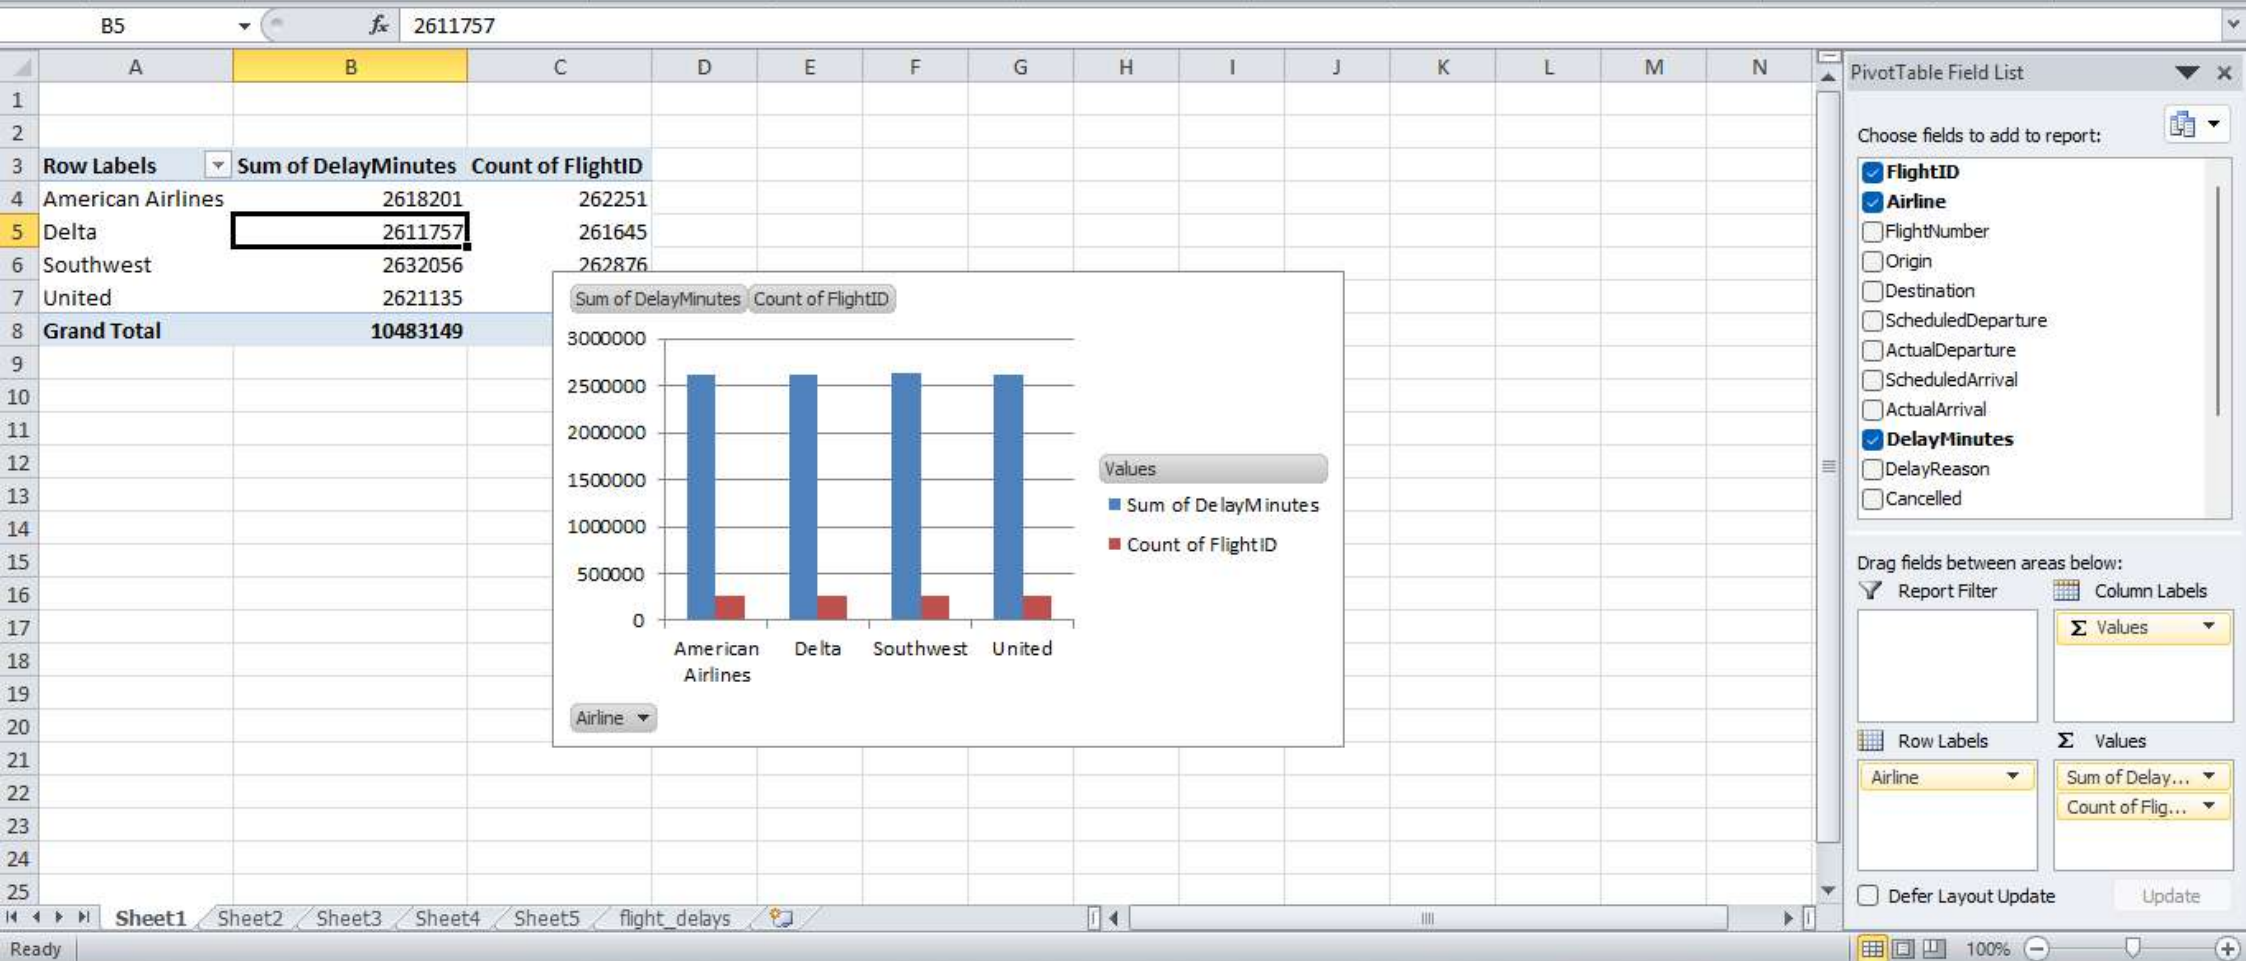 B5 fx 2611757
A B C D E F G H I J K L M N
1
2
3 Row Labels Sum of DelayMinutes Count of FlightID
4 American Airlines 2618201 262251
5 Delta 2611757 261645
6 Southwest 2632056 262876
7 United 2621135
8 Grand Total 10483149
9
10
11
12
13
14
15
16
17
18
19
20
21
22
23
24
25
Sum of DelayMinutes Count of FlightID
3000000
2500000
2000000
1500000
1000000
500000
0
American Airlines Delta Southwest United
Values
Sum of DelayMinutes
Count of FlightID
Airline
PivotTable Field List
Choose fields to add to report:
FlightID
Airline
FlightNumber
Origin
Destination
ScheduledDeparture
ActualDeparture
ScheduledArrival
ActualArrival
DelayMinutes
DelayReason
Cancelled
Drag fields between areas below:
Report Filter Column Labels
Σ Values
Row Labels Σ Values
Airline Sum of Delay...
Count of Flig...
Defer Layout Update Update
Sheet1 Sheet2 Sheet3 Sheet4 Sheet5 flight_delays
Ready 100%